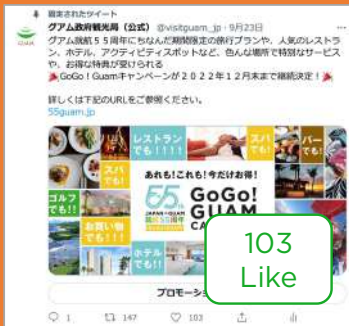 固定されたツイート
グアム政府観光局（公式） @visitguam_jp · 9月23日
グアム就航５５周年にちなんだ期間限定の旅行プランや、人気のレストラン、ホテル、アクティビティスポットなど、色んな場所で特別なサービスや、お得な特典が受けられる
🎉GoGo！Guamキャンペーンが２０２２年１２月末まで継続決定！🎉
詳しくは下記のURLをご参照ください。
55guam.jp
レストランでも！！！！
スパでも！
バーでも！！
スパでも！
あれも！これも！今だけお得！
55th
JAPAN⇔GUAM
就航55周年
GoGo!
GUAM
CA
ゴルフでも！！
お買い物でも！！！
ホテルでも！！
103
Like
プロモーショ
1
147
103